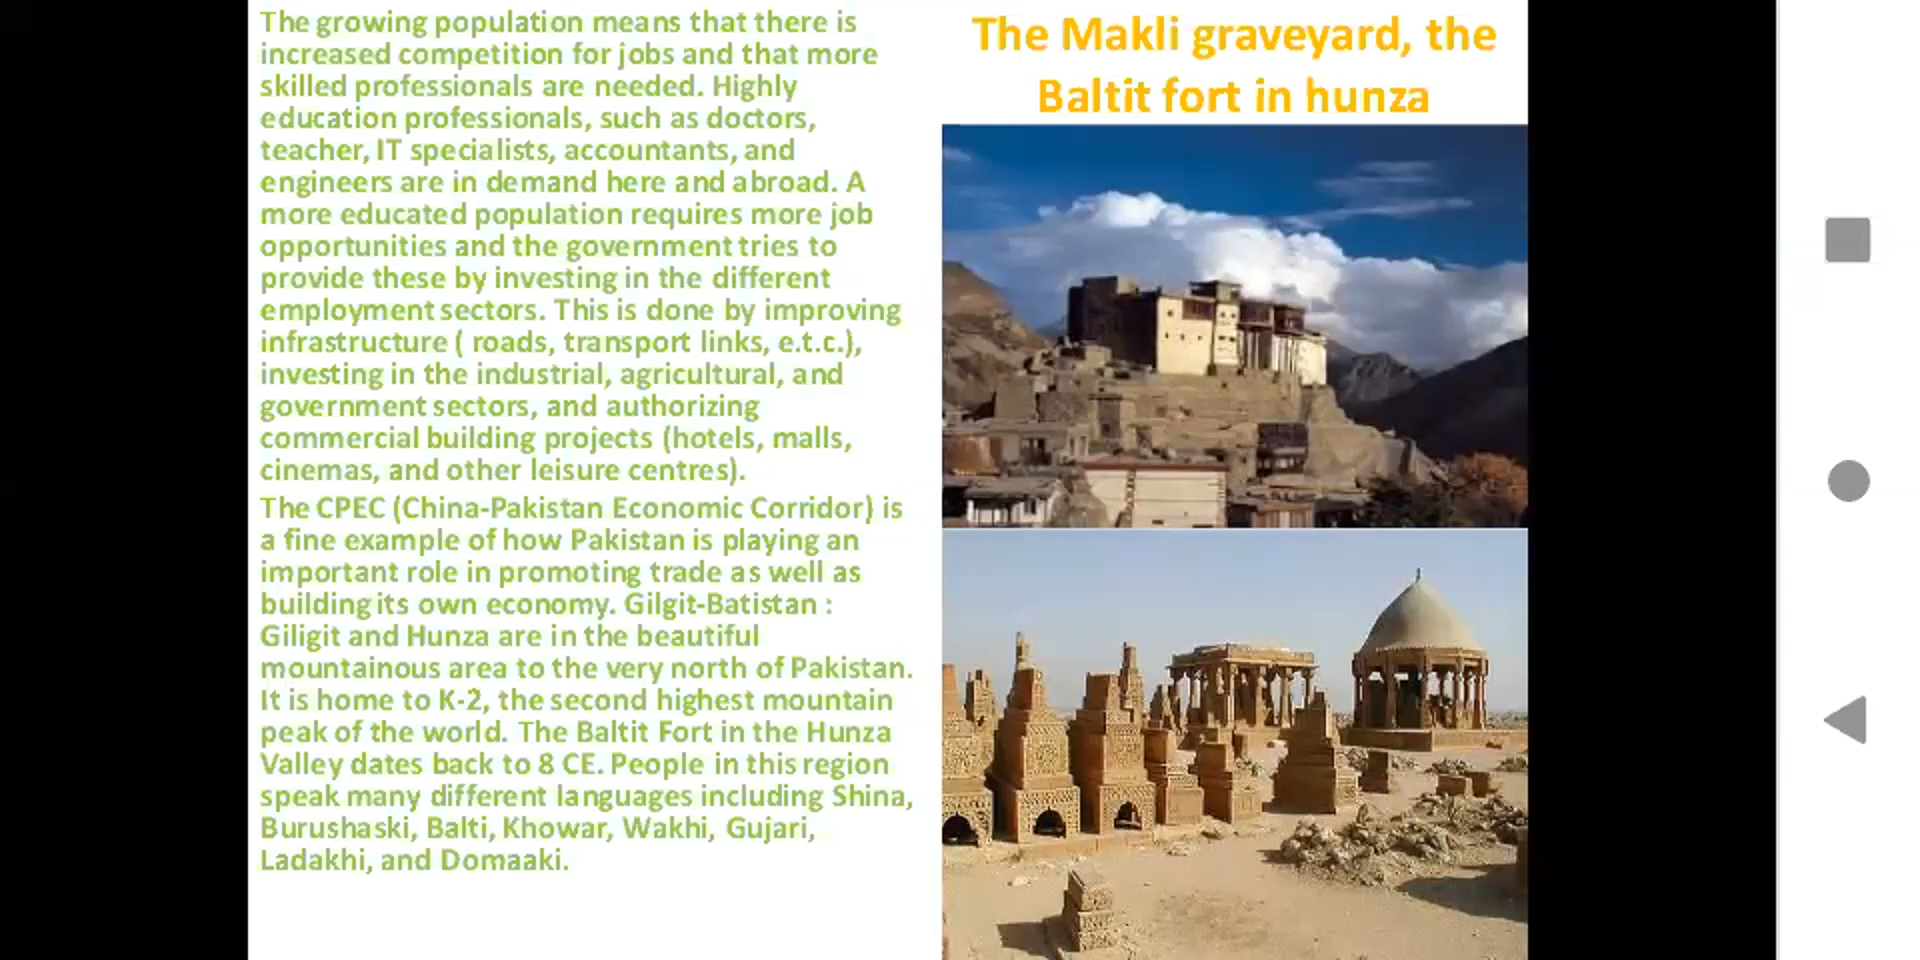 The growing population means that there is
increased competition for jobs and that more
skilled professionals are needed. Highly
education professionals, such as doctors,
teacher, IT specialists, accountants, and
engineers are in demand here and abroad. A
more educated population requires more job
opportunities and the government tries to
provide these by investing in the different
employment sectors. This is done by improving
infrastructure ( roads, transport links, e.t.c.),
investing in the industrial, agricultural, and
government sectors, and authorizing
commercial building projects (hotels, malls,
cinemas, and other leisure centres).
The CPEC (China-Pakistan Economic Corridor) is
a fine example of how Pakistan is playing an
important role in promoting trade as well as
building its own economy. Gilgit-Batistan :
Giligit and Hunza are in the beautiful
mountainous area to the very north of Pakistan.
It is home to K-2, the second highest mountain
peak of the world. The Baltit Fort in the Hunza
Valley dates back to 8 CE. People in this region
speak many different languages including Shina,
Burushaski, Balti, Khowar, Wakhi, Gujari,
Ladakhi, and Domaaki.
The Makli graveyard, the
Baltit fort in hunza